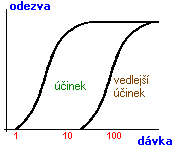 odezva
účinek
vedlejší
účinek
1
10
100
dávka